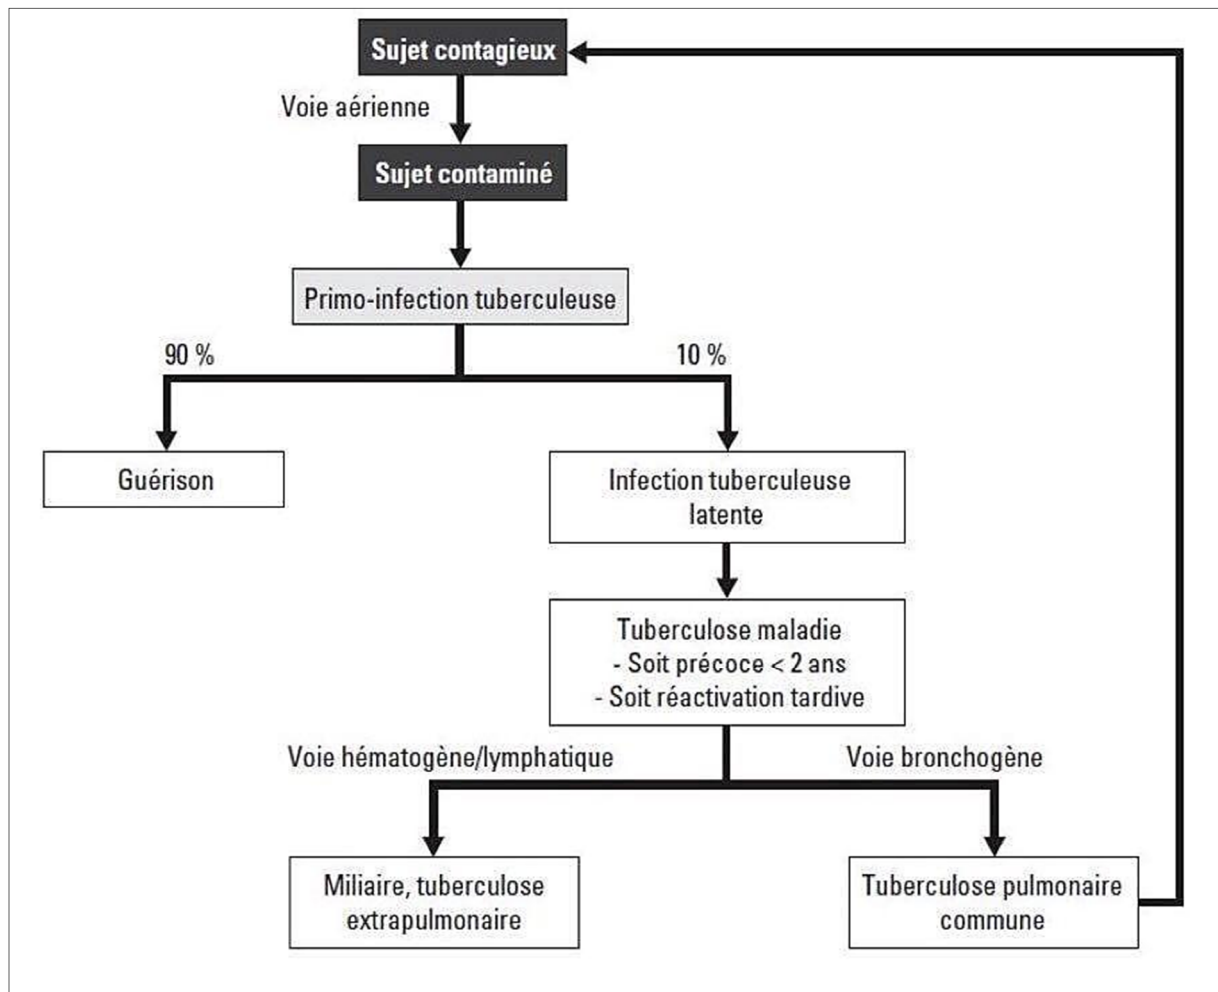 Sujet contagieux
Voie aérienne
Sujet contaminé
Primo-infection tuberculeuse
90 %
10 %
Guérison
Infection tuberculeuse
latente
Tuberculose maladie
- Soit précoce < 2 ans
- Soit réactivation tardive
Voie hématogène/lymphatique
Voie bronchogène
Miliaire, tuberculose
extrapulmonaire
Tuberculose pulmonaire
commune